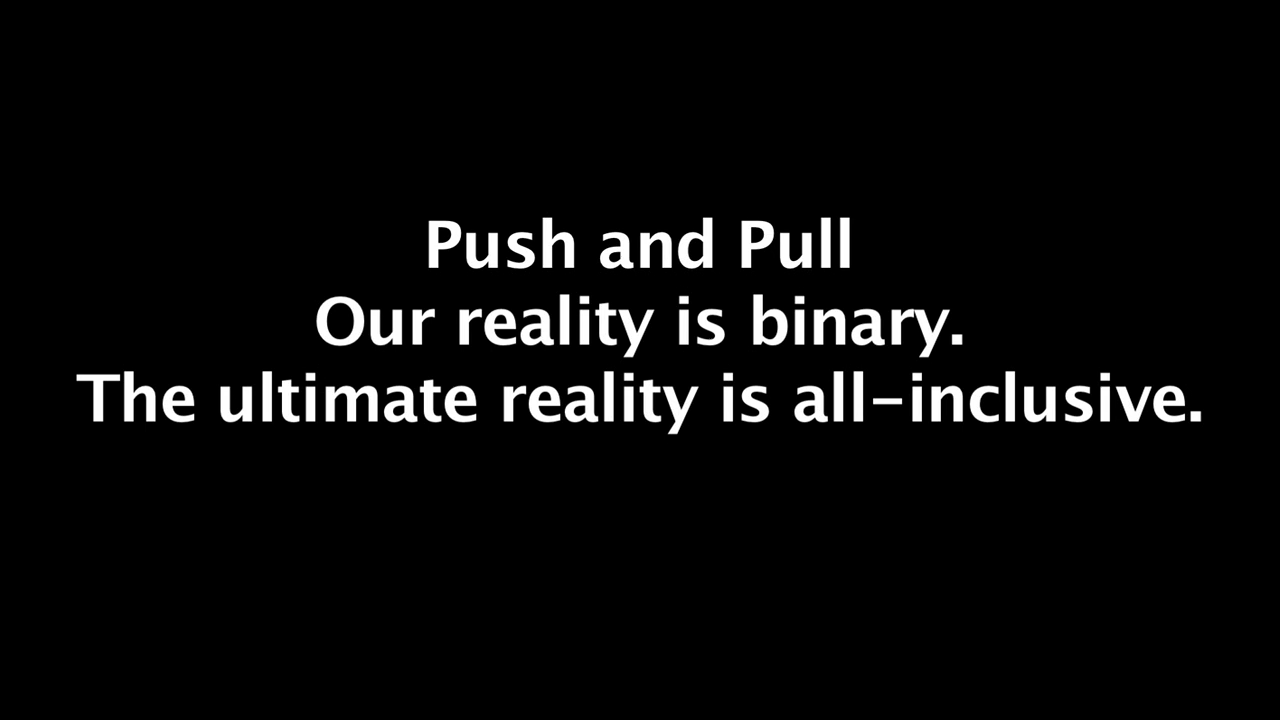 Push and Pull
Our reality is binary.
The ultimate reality is all-inclusive.